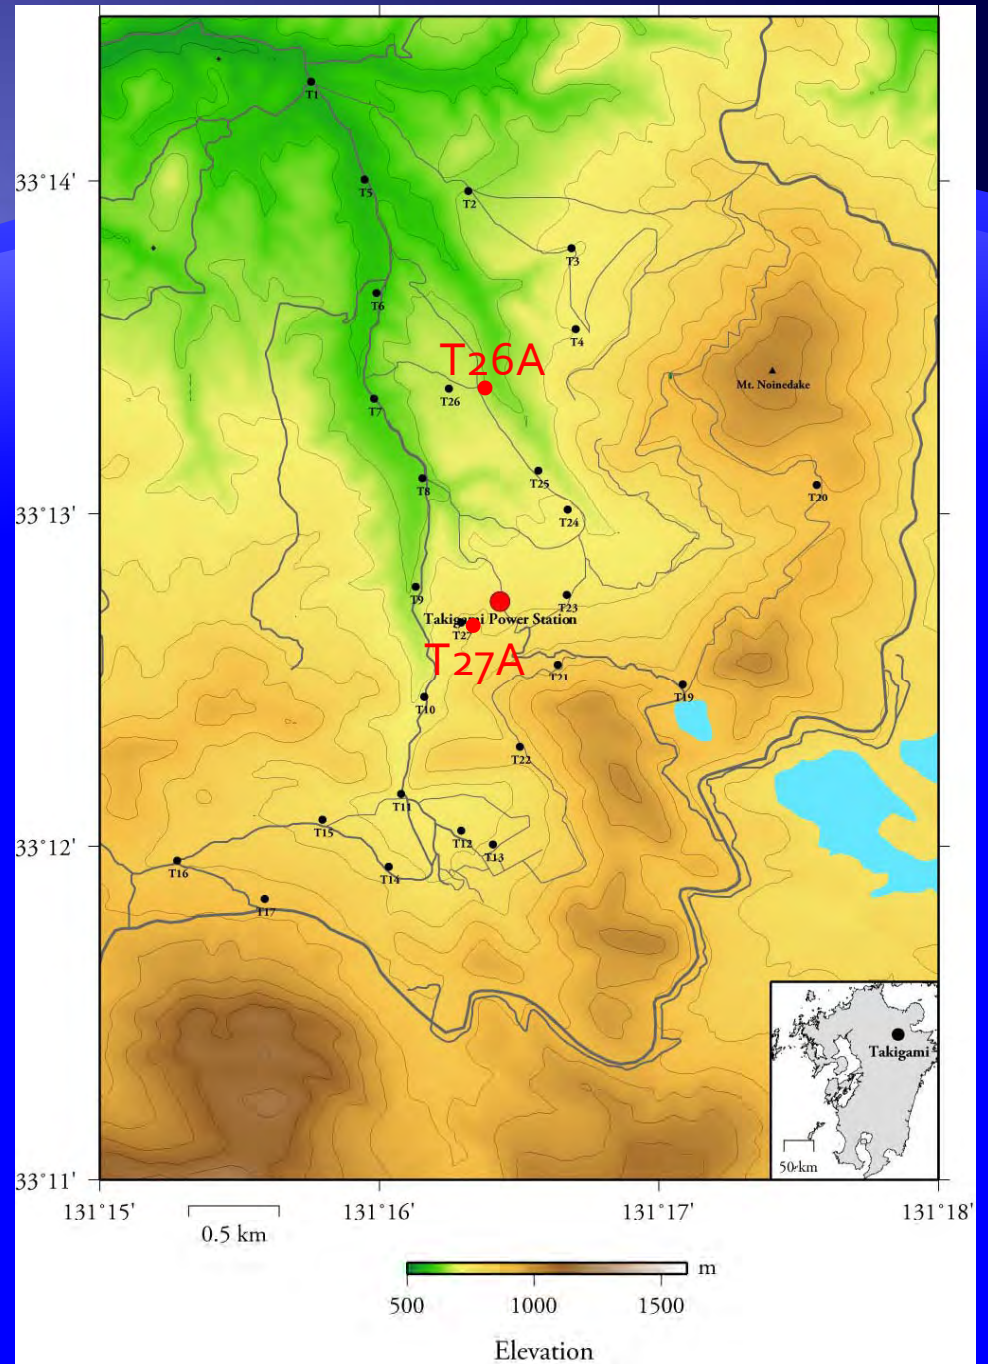 T1
33°14'
T5
T2
T3
T6
T4
T26A
Mt. Noinedake
T26
T7
T25
T8
T20
33°13'
T24
T9
T23
Takigami Power Station
T27
T27A
T21
T19
T10
T22
T11
T15
T12
33°12'
T13
T16
T14
T17
Takigami
50 km
33°11'
131°15'
131°16'
131°17'
131°18'
0.5 km
m
500
1000
1500
Elevation